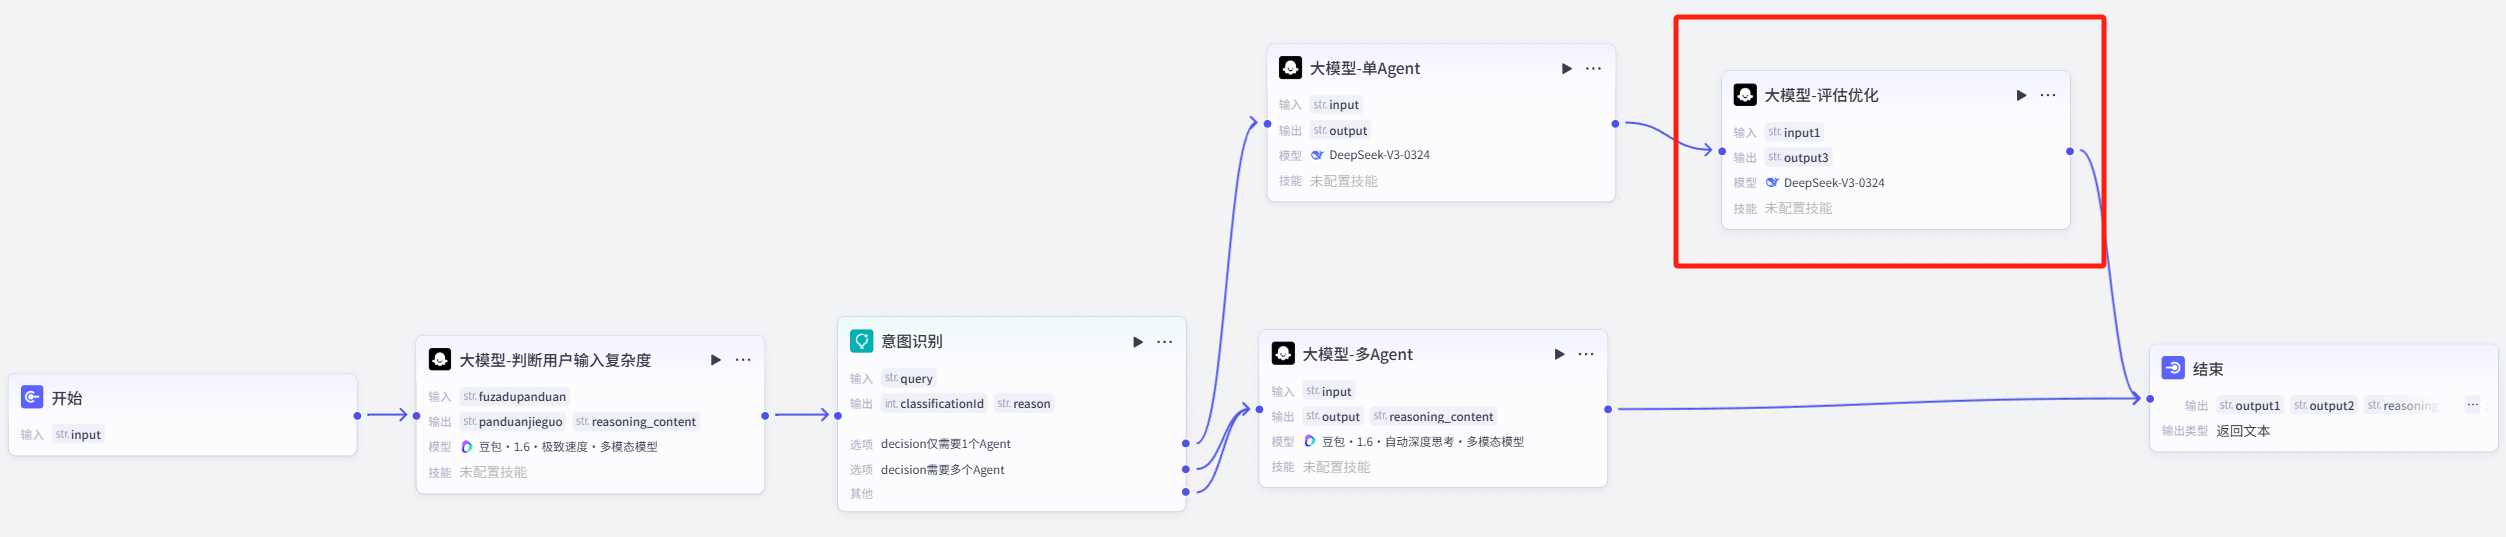 开始
输入 str. input
大模型-判断用户输入复杂度
输入 str. fuzadupanduan
输出 str. panduanjieguo str. reasoning_content
模型 豆包·1.6·极致速度·多模态模型
技能 未配置技能
意图识别
输入 str. query
输出 int. classificationId str. reason
选项 decision仅需要1个Agent
选项 decision需要多个Agent
其他
大模型-单Agent
输入 str. input
输出 str. output
模型 DeepSeek-V3-0324
技能 未配置技能
大模型-多Agent
输入 str. input
输出 str. output str. reasoning_content
模型 豆包·1.6·自动深度思考·多模态模型
技能 未配置技能
大模型-评估优化
输入 str. input1
输出 str. output3
模型 DeepSeek-V3-0324
技能 未配置技能
结束
输出 str. output1 str. output2 str. reasoning_ ...
输出类型 返回文本